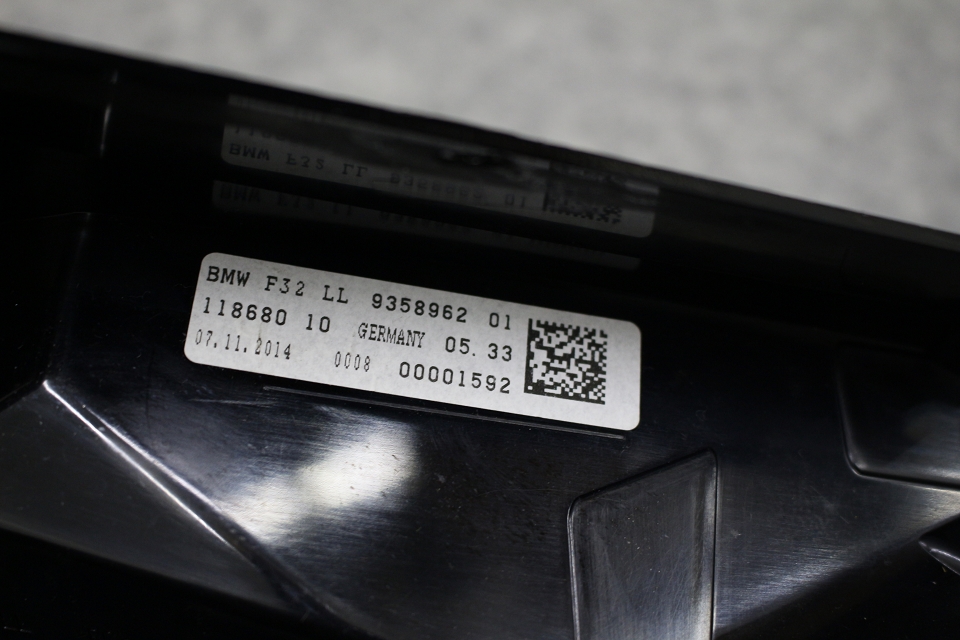 BMW F32 LL 9358962 01
118680 10 GERMANY 05.33
07.11.2014 0008 00001592